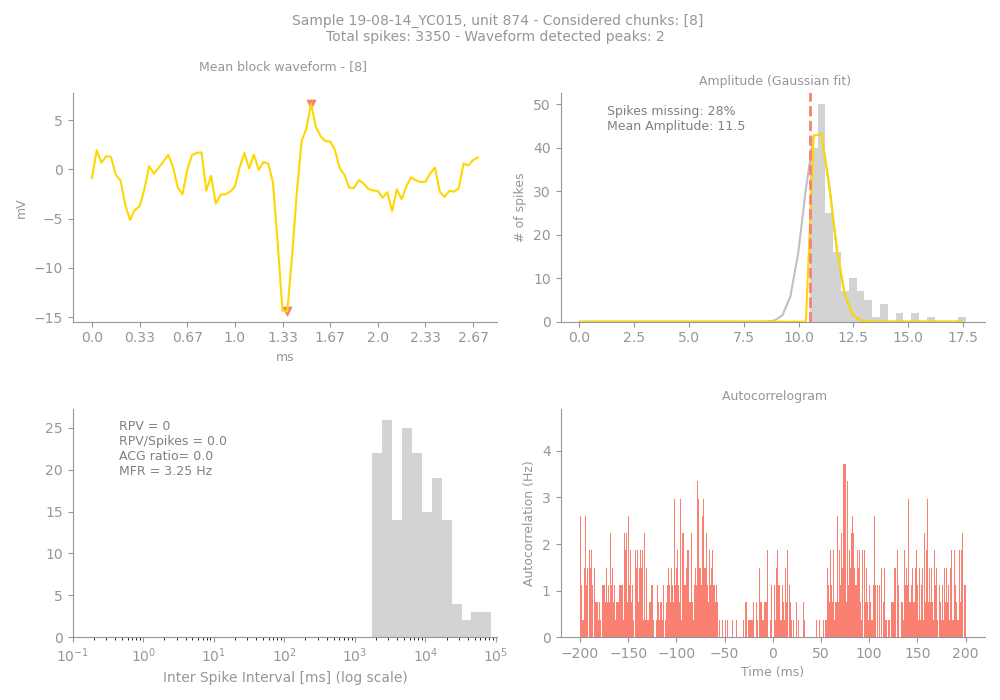 Sample 19-08-14_YC015, unit 874 - Considered chunks: [8]
Total spikes: 3350 - Waveform detected peaks: 2
Mean block waveform - [8]
5
0
−5
−10
−15
mV
0.0 0.33 0.67 1.0 1.33 1.67 2.0 2.33 2.67
ms
Amplitude (Gaussian fit)
Spikes missing: 28%
Mean Amplitude: 11.5
50
40
30
20
10
0
# of spikes
0.0 2.5 5.0 7.5 10.0 12.5 15.0 17.5
RPV = 0
RPV/Spikes = 0.0
ACG ratio= 0.0
MFR = 3.25 Hz
25
20
15
10
5
0
10⁻¹ 10⁰ 10¹ 10² 10³ 10⁴ 10⁵
Inter Spike Interval [ms] (log scale)
Autocorrelogram
4
3
2
1
0
Autocorrelation (Hz)
−200 −150 −100 −50 0 50 100 150 200
Time (ms)